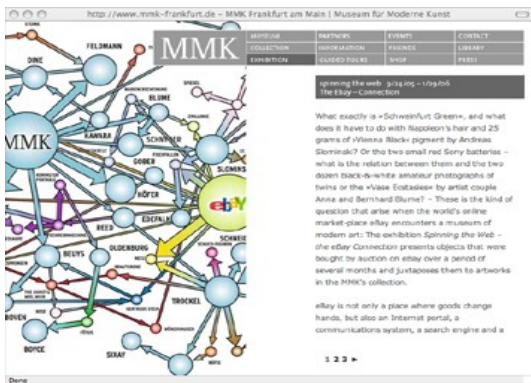 http://www.mmk-frankfurt.de – MMK Frankfurt am Main | Museum für Moderne Kunst
MMK
MUSEUM PARTNERS EVENTS CONTACT
COLLECTION INFORMATION FRIENDS LIBRARY
EXHIBITION GUIDED TOURS SHOP PRESS
spinning the web 9/24/05 – 1/29/06
The eBay – Connection
What exactly is »Schweinfurt Green«, and what
does it have to do with Napoleon's hair and 25
grams of »Vienna Black« pigment by Andreas
Slominski? Or the two small red Sony batteries –
what is the relation between them and the two
dozen black-&-white amateur photographs of
twins or the »Vase Ecstasies« by artist couple
Anna and Bernhard Blume? – These is the kind of
question that arise when the world's online
market-place eBay encounters a museum of
modern art: The exhibition Spinning the Web –
the eBay Connection presents objects that were
bought by auction on ebay over a period of
several months and juxtaposes them to artworks
in the MMK's collection.
eBay is not only a place where goods change
hands, but also an Internet portal, a
communications system, a search engine and a
1 2 3
FELDMANN
DINE
BLUME
MMK
KAWARA
SCHNYDER
GOBER
SLOMINS
HÖFER
ebay
REED
EDEFALK
OLDENBURG
BEUYS
SCHNEID
TROCKEL
BOVEN
BOYCE
SIXAY
Done